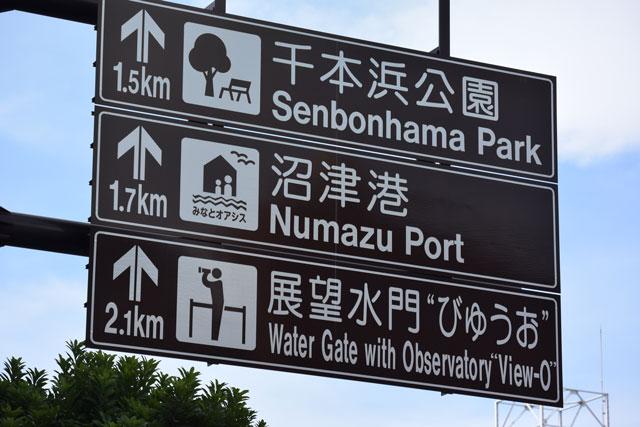 千本浜公園
1.5km
Senbonhama Park
沼津港
みなとオアシス
1.7km
Numazu Port
展望水門“びゅうお”
2.1km
Water Gate with Observatory“View-O”